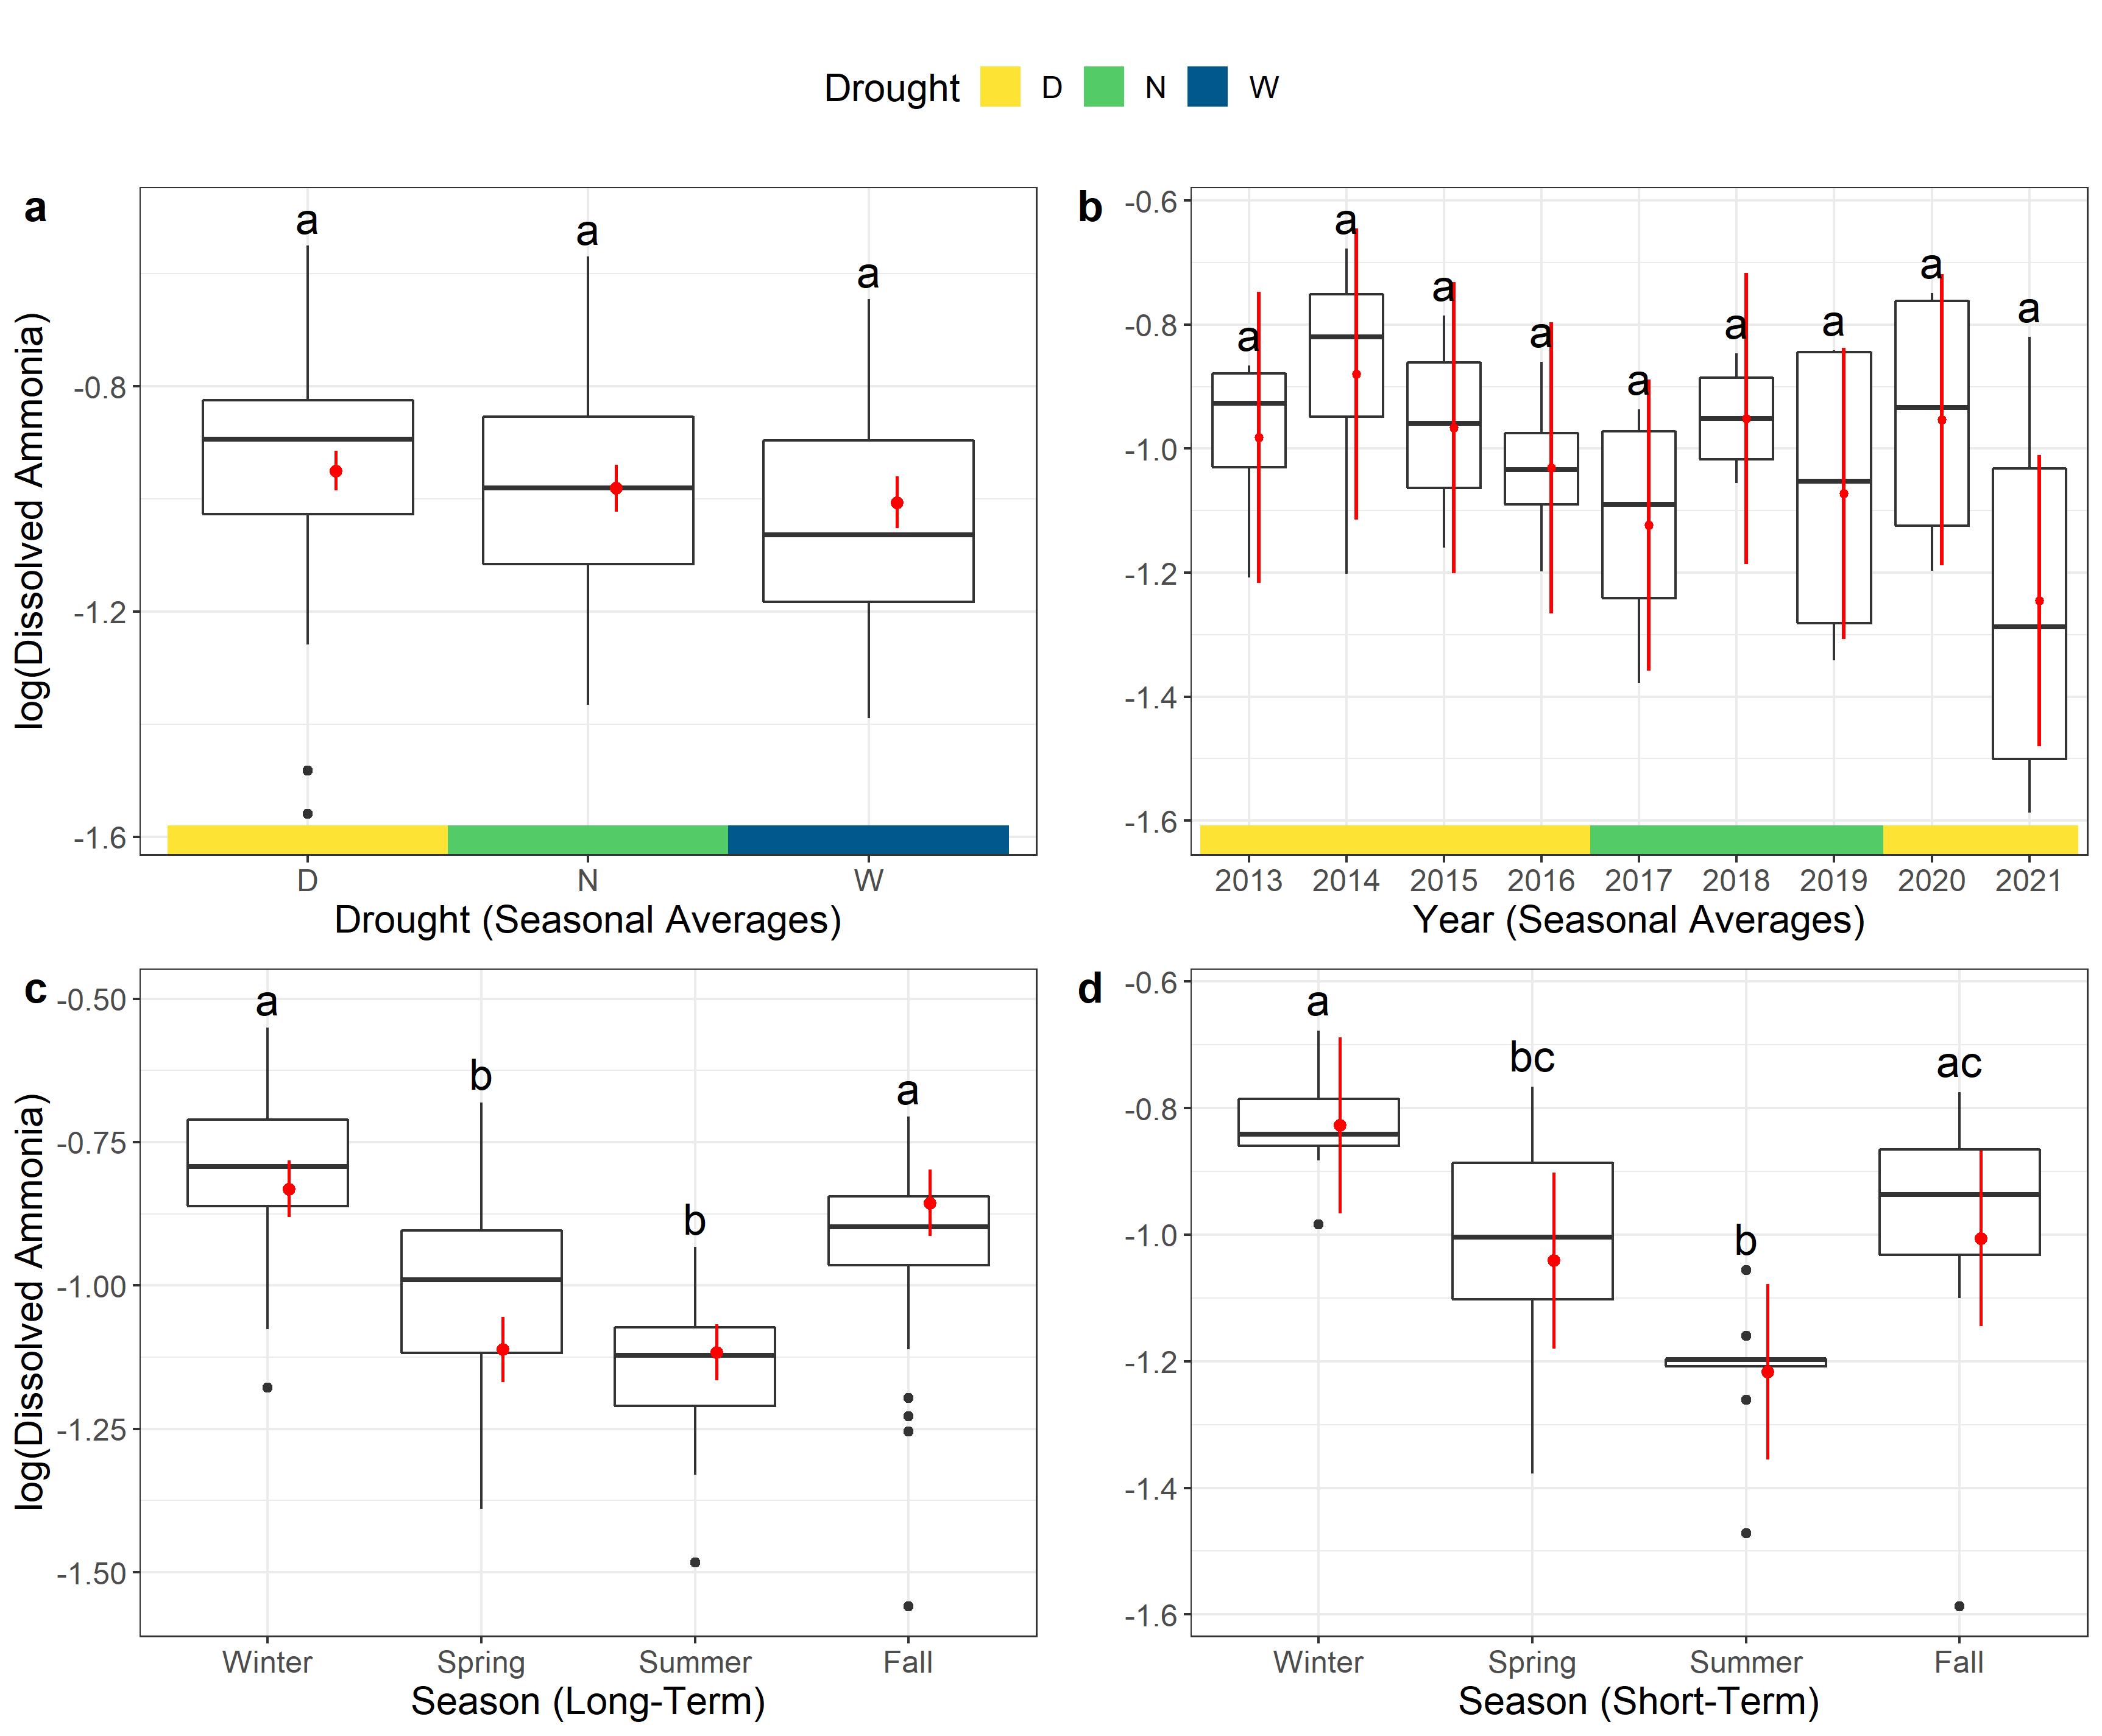 Drought D N W
a
a a a
log(Dissolved Ammonia)
-0.8
-1.2
-1.6
D N W
Drought (Seasonal Averages)
b
-0.6
-0.8
-1.0
-1.2
-1.4
-1.6
a a a a a a a a a
2013 2014 2015 2016 2017 2018 2019 2020 2021
Year (Seasonal Averages)
c
-0.50
-0.75
-1.00
-1.25
-1.50
a b b a
log(Dissolved Ammonia)
Winter Spring Summer Fall
Season (Long-Term)
d
-0.6
-0.8
-1.0
-1.2
-1.4
-1.6
a bc b ac
Winter Spring Summer Fall
Season (Short-Term)